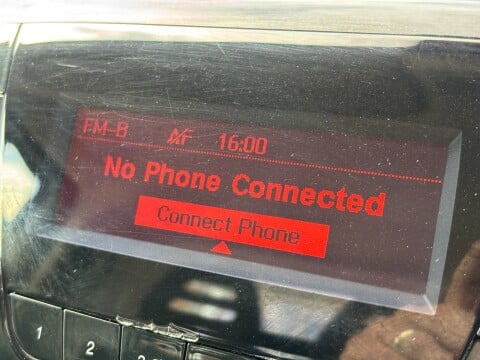 FM-B AF 16:00
No Phone Connected
Connect Phone
1 2